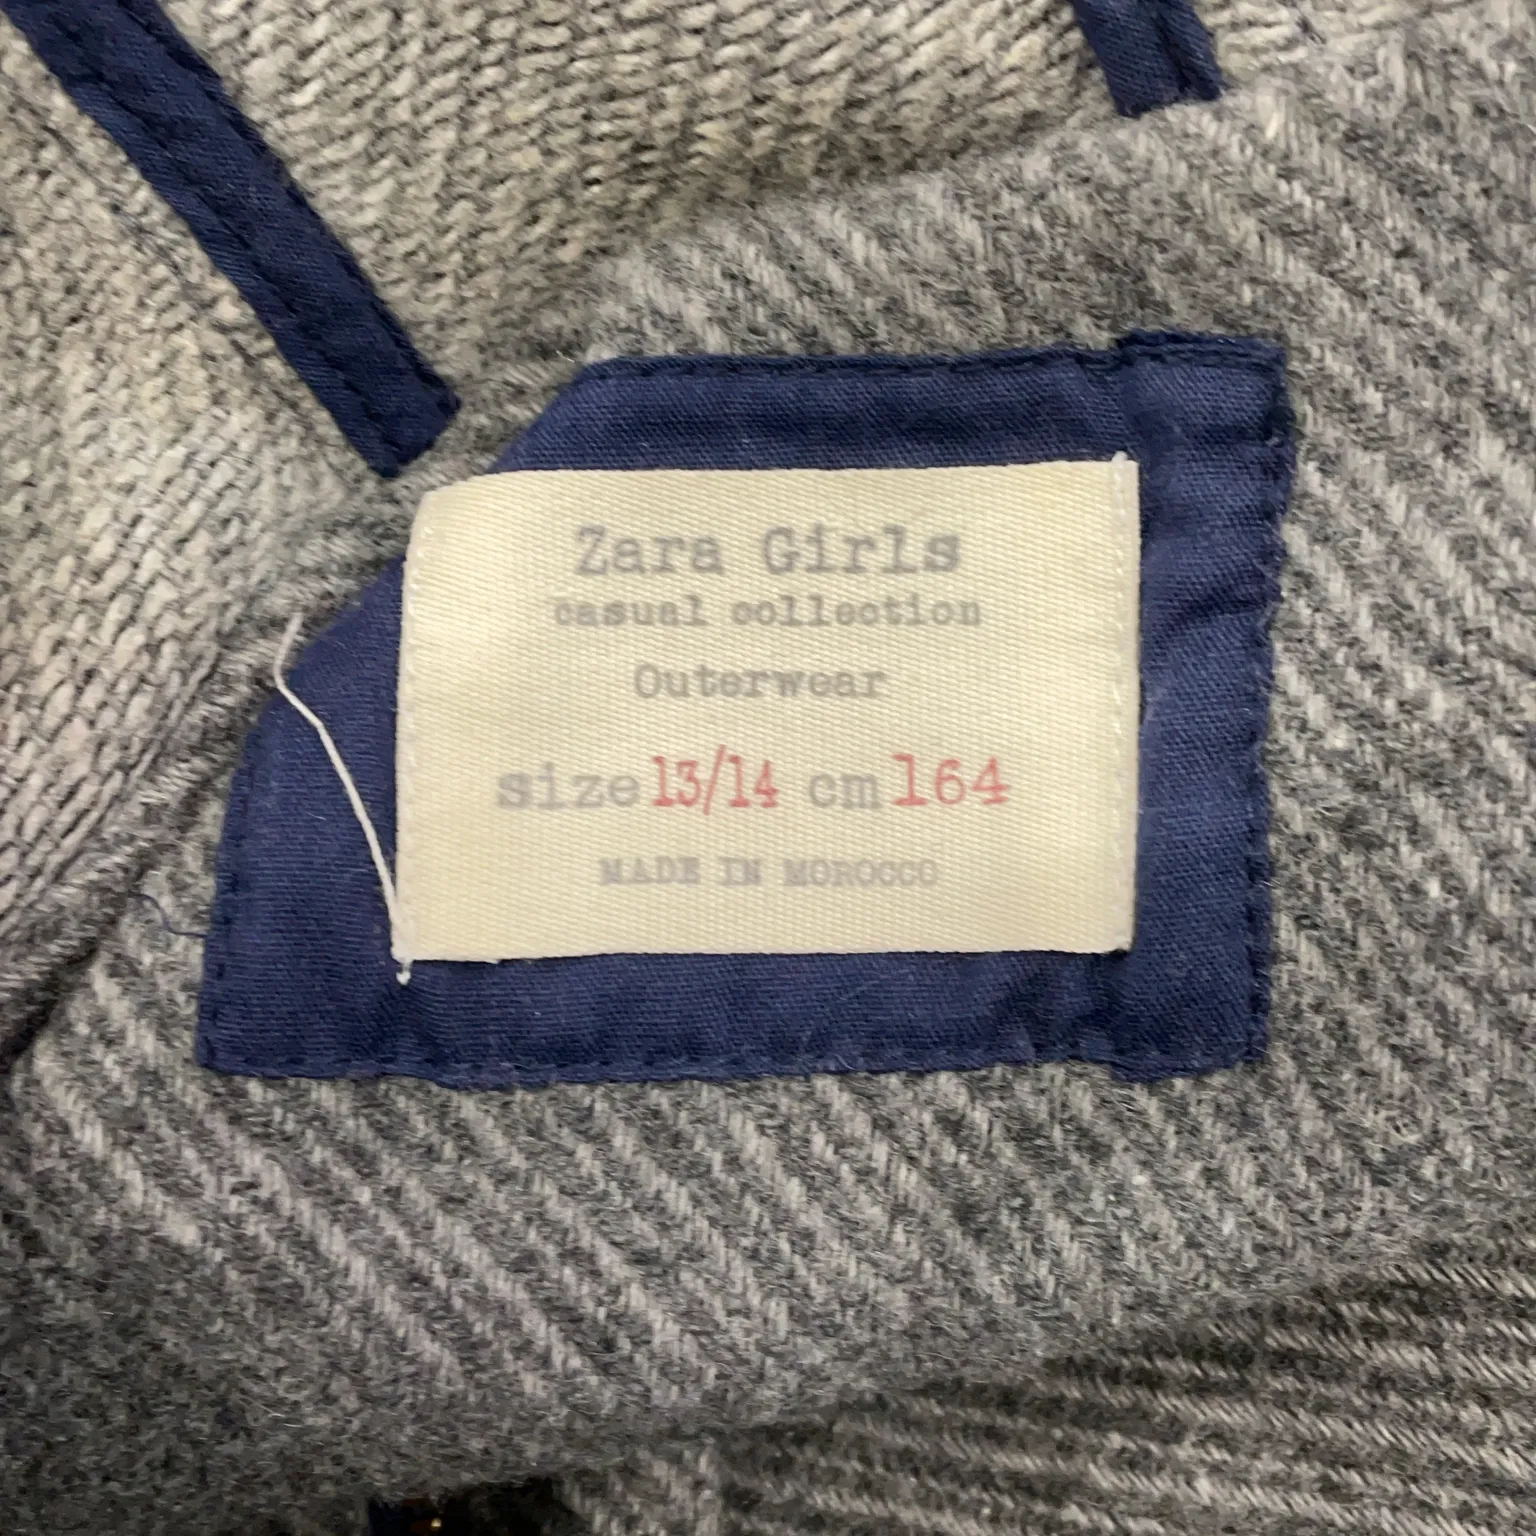 Zara Girls
casual collection
Outerwear
size 13/14 cm 164
MADE IN MOROCCO